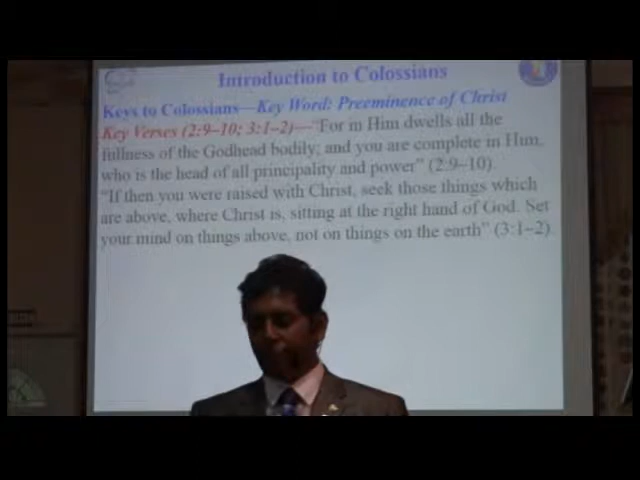 Introduction to Colossians
Keys to Colossians—Key Word: Preeminence of Christ
Key Verses (2:9–10; 3:1–2)—“For in Him dwells all the
fullness of the Godhead bodily; and you are complete in Him,
who is the head of all principality and power” (2:9–10).
“If then you were raised with Christ, seek those things which
are above, where Christ is, sitting at the right hand of God. Set
your mind on things above, not on things on the earth” (3:1–2)